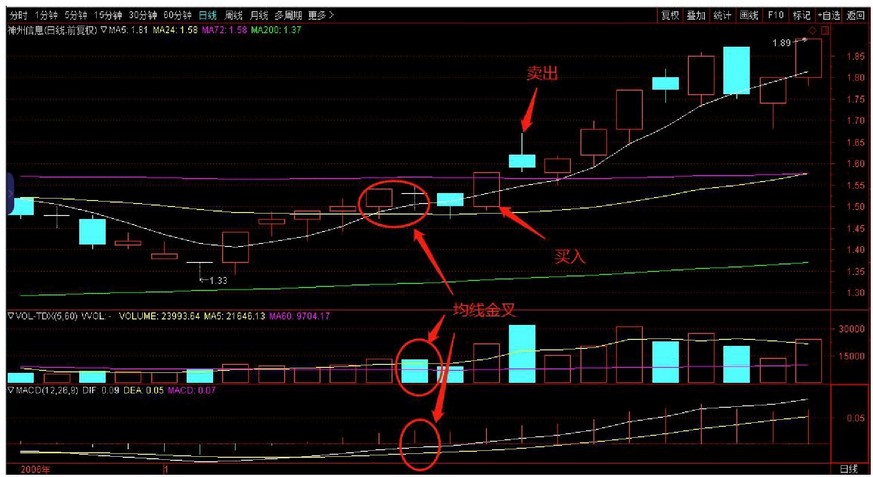 分时 1分钟 5分钟 15分钟 30分钟 60分钟 日线 周线 月线 多周期 更多> 复权 叠加 统计 画线 F10 标记 +自选 返回
神州信息(日线.前复权) ▽MA5: 1.81 MA24: 1.58 MA72: 1.58 MA200: 1.37
1.89
1.85
卖出
1.80
1.75
1.70
1.65
1.60
1.55
1.50
1.45
买入
1.40
1.35
1.33
1.30
均线金叉
▽VOL-TDX(5,60) VVOL: - VOLUME: 23993.64 MA5: 21646.13 MA60: 9704.17
30000
15000
▽MACD(12,26,9) DIF: 0.09 DEA: 0.05 MACD: 0.07
0.05
2006年 1 日线